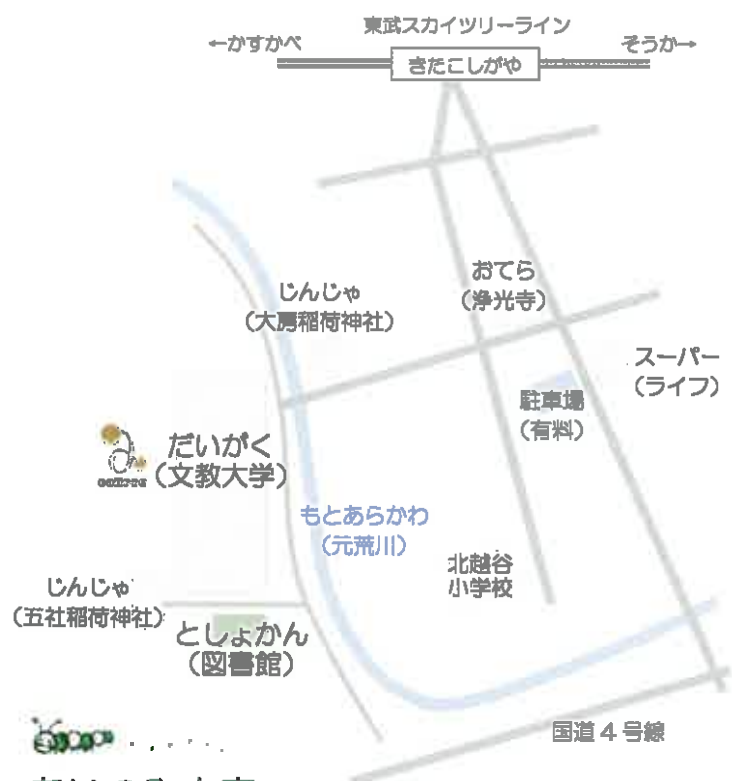 東武スカイツリーライン
←かすかべ
そうか→
きたこしがや
おてら
(浄光寺)
じんじゃ
(大房稲荷神社)
スーパー
(ライフ)
駐車場
(有料)
だいがく
(文教大学)
もとあらかわ
(元荒川)
北越谷
小学校
じんじゃ
(五社稲荷神社)
としょかん
(図書館)
国道4号線